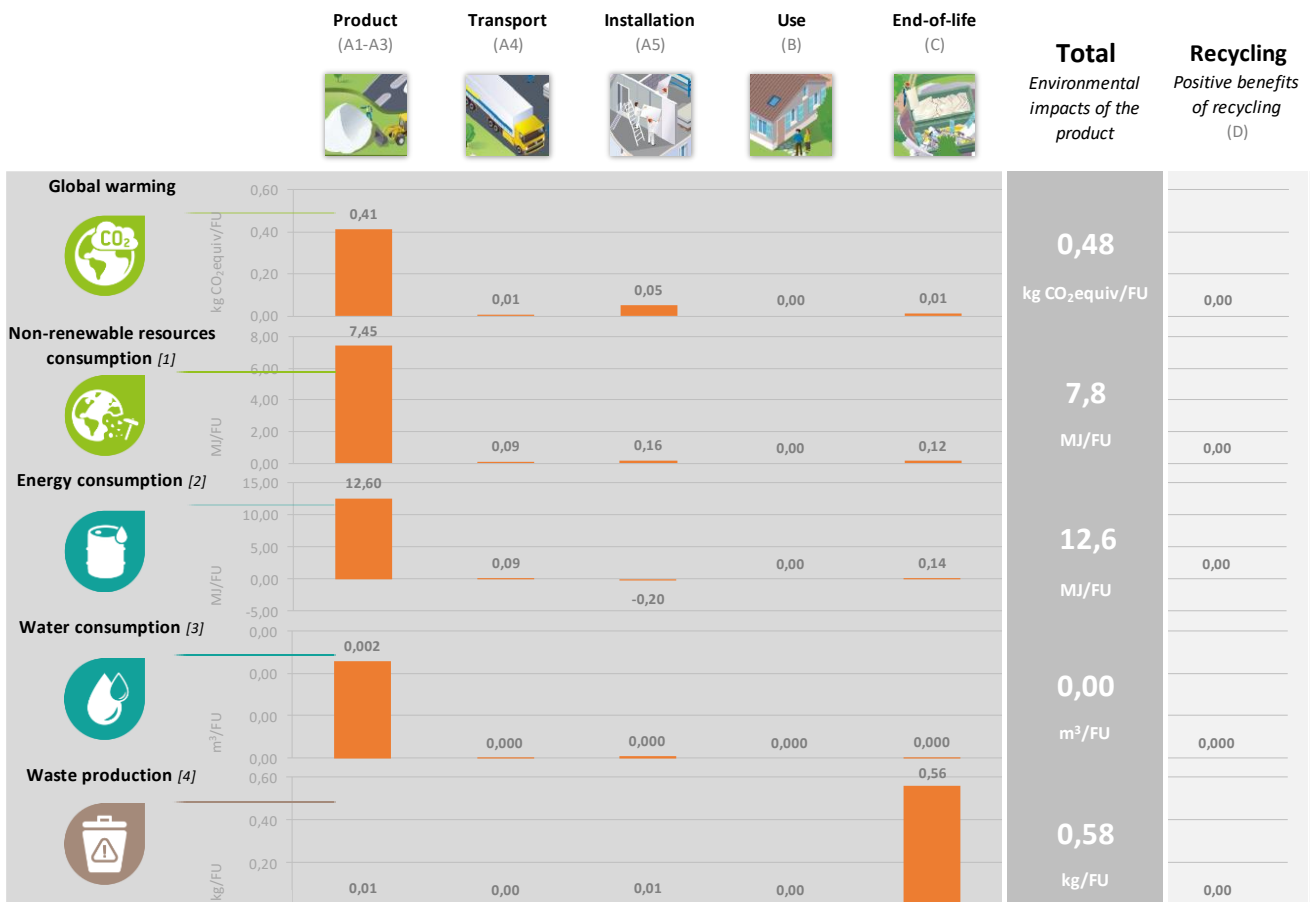 Product
(A1-A3)
Transport
(A4)
Installation
(A5)
Use
(B)
End-of-life
(C)
Total
Environmental
impacts of the
product
Recycling
Positive benefits
of recycling
(D)
Global warming
CO2
kg CO2equiv/FU
0,60
0,40
0,20
0,00
0,41
0,01
0,05
0,00
0,01
0,48
kg CO2equiv/FU
0,00
Non-renewable resources
consumption [1]
MJ/FU
8,00
6,00
4,00
2,00
0,00
7,45
0,09
0,16
0,00
0,12
7,8
MJ/FU
0,00
Energy consumption [2]
MJ/FU
15,00
10,00
5,00
0,00
-5,00
12,60
0,09
-0,20
0,00
0,14
12,6
MJ/FU
0,00
Water consumption [3]
m³/FU
0,00
0,00
0,00
0,00
0,002
0,000
0,000
0,000
0,000
0,00
m³/FU
0,000
Waste production [4]
kg/FU
0,60
0,40
0,20
0,01
0,00
0,01
0,00
0,56
0,58
kg/FU
0,00